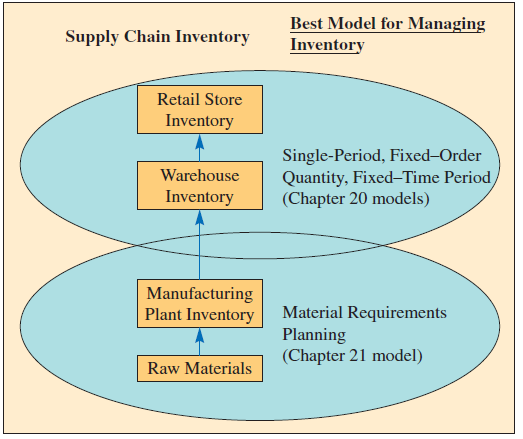 Supply Chain Inventory
Best Model for Managing
Inventory
Retail Store
Inventory
Warehouse
Inventory
Single-Period, Fixed–Order
Quantity, Fixed–Time Period
(Chapter 20 models)
Manufacturing
Plant Inventory
Raw Materials
Material Requirements
Planning
(Chapter 21 model)